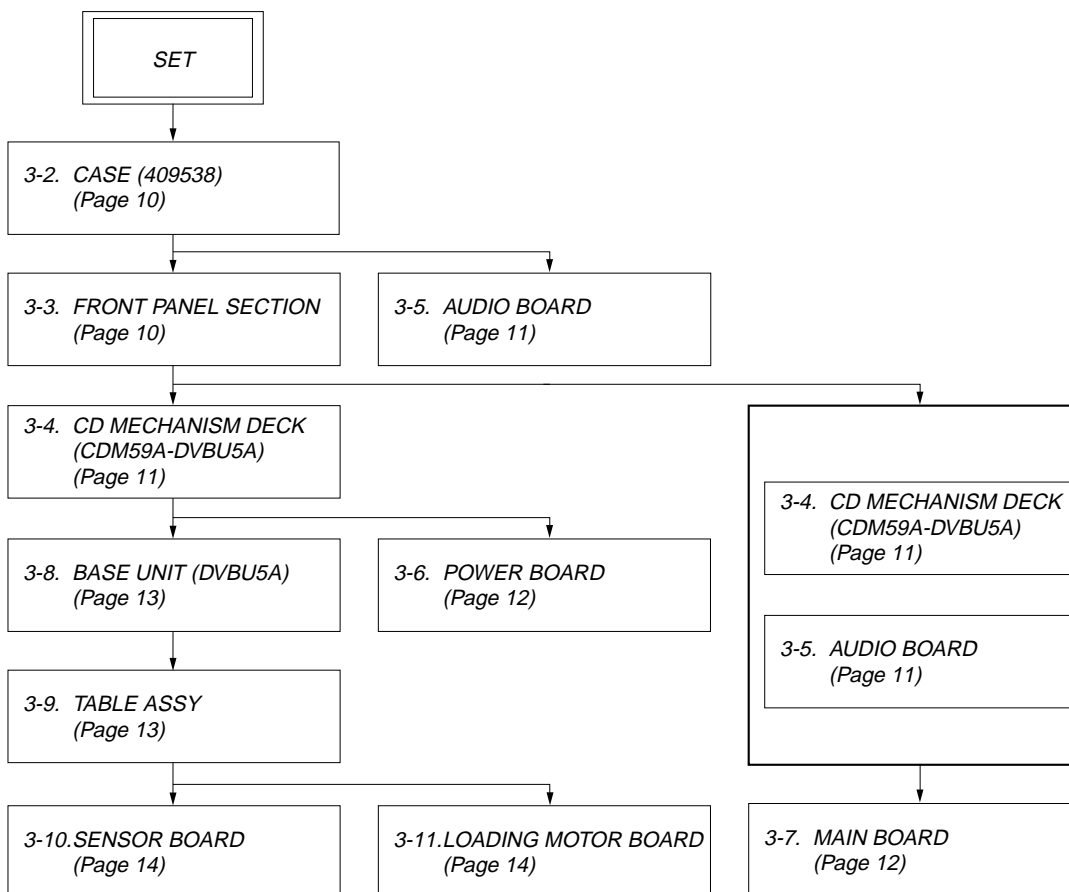 SET
3-2. CASE (409538)
(Page 10)
3-3. FRONT PANEL SECTION
(Page 10)
3-5. AUDIO BOARD
(Page 11)
3-4. CD MECHANISM DECK
(CDM59A-DVBU5A)
(Page 11)
3-4. CD MECHANISM DECK
(CDM59A-DVBU5A)
(Page 11)
3-8. BASE UNIT (DVBU5A)
(Page 13)
3-6. POWER BOARD
(Page 12)
3-5. AUDIO BOARD
(Page 11)
3-9. TABLE ASSY
(Page 13)
3-10.SENSOR BOARD
(Page 14)
3-11.LOADING MOTOR BOARD
(Page 14)
3-7. MAIN BOARD
(Page 12)